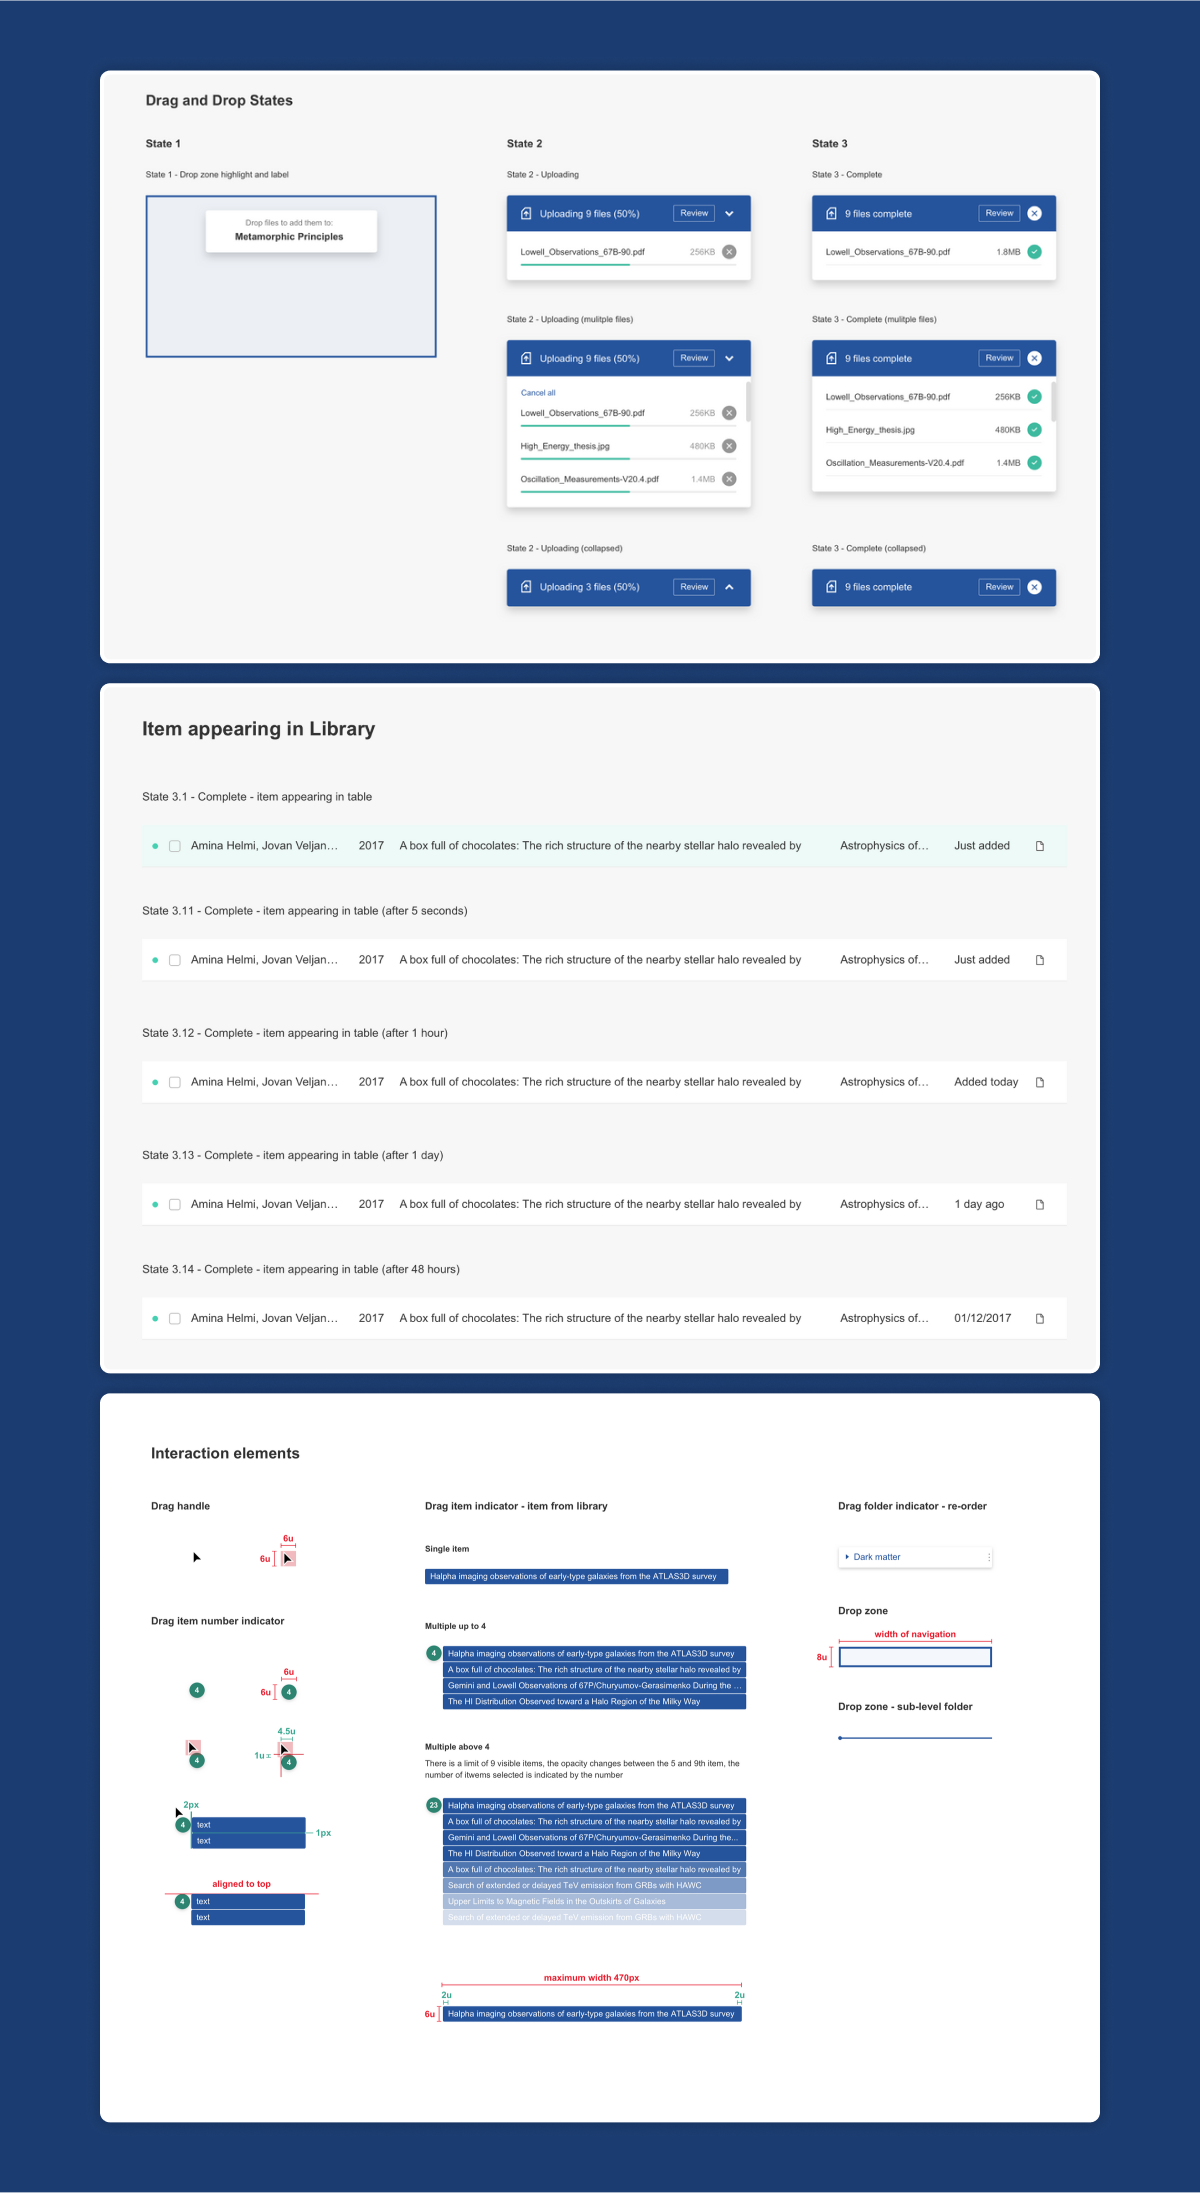 Drag and Drop States
State 1
State 1 - Drop zone highlight and label
Drop files to add them to:
Metamorphic Principles
State 2
State 2 - Uploading
Uploading 9 files (50%) Review
Lowell_Observations_67B-90.pdf 256KB
State 2 - Uploading (mulitple files)
Uploading 9 files (50%) Review
Cancel all
Lowell_Observations_67B-90.pdf 256KB
High_Energy_thesis.jpg 480KB
Oscillation_Measurements-V20.4.pdf 1.4MB
State 2 - Uploading (collapsed)
Uploading 3 files (50%) Review
State 3
State 3 - Complete
9 files complete Review
Lowell_Observations_67B-90.pdf 1.8MB
State 3 - Complete (mulitple files)
9 files complete Review
Lowell_Observations_67B-90.pdf 256KB
High_Energy_thesis.jpg 480KB
Oscillation_Measurements-V20.4.pdf 1.4MB
State 3 - Complete (collapsed)
9 files complete Review
Item appearing in Library
State 3.1 - Complete - item appearing in table
Amina Helmi, Jovan Veljan... 2017 A box full of chocolates: The rich structure of the nearby stellar halo revealed by Astrophysics of... Just added
State 3.11 - Complete - item appearing in table (after 5 seconds)
Amina Helmi, Jovan Veljan... 2017 A box full of chocolates: The rich structure of the nearby stellar halo revealed by Astrophysics of... Just added
State 3.12 - Complete - item appearing in table (after 1 hour)
Amina Helmi, Jovan Veljan... 2017 A box full of chocolates: The rich structure of the nearby stellar halo revealed by Astrophysics of... Added today
State 3.13 - Complete - item appearing in table (after 1 day)
Amina Helmi, Jovan Veljan... 2017 A box full of chocolates: The rich structure of the nearby stellar halo revealed by Astrophysics of... 1 day ago
State 3.14 - Complete - item appearing in table (after 48 hours)
Amina Helmi, Jovan Veljan... 2017 A box full of chocolates: The rich structure of the nearby stellar halo revealed by Astrophysics of... 01/12/2017
Interaction elements
Drag handle
6u
6u
Drag item number indicator
6u
4 6u 4
4.5u
1u
4 4
2px
4 text
1px
text
aligned to top
4 text
text
Drag item indicator - item from library
Single item
Halpha imaging observations of early-type galaxies from the ATLAS3D survey
Multiple up to 4
4 Halpha imaging observations of early-type galaxies from the ATLAS3D survey
A box full of chocolates: The rich structure of the nearby stellar halo revealed by
Gemini and Lowell Observations of 67P/Churyumov-Gerasimenko During the ...
The HI Distribution Observed toward a Halo Region of the Milky Way
Multiple above 4
There is a limit of 9 visible items, the opacity changes between the 5 and 9th item, the
number of itwems selected is indicated by the number
23 Halpha imaging observations of early-type galaxies from the ATLAS3D survey
A box full of chocolates: The rich structure of the nearby stellar halo revealed by
Gemini and Lowell Observations of 67P/Churyumov-Gerasimenko During the...
The HI Distribution Observed toward a Halo Region of the Milky Way
A box full of chocolates: The rich structure of the nearby stellar halo revealed by
Search of extended or delayed TeV emission from GRBs with HAWC
Upper Limits to Magnetic Fields in the Outskirts of Galaxies
Search of extended or delayed TeV emission from GRBs with HAWC
maximum width 470px
2u 2u
6u Halpha imaging observations of early-type galaxies from the ATLAS3D survey
Drag folder indicator - re-order
Dark matter
Drop zone
width of navigation
8u
Drop zone - sub-level folder